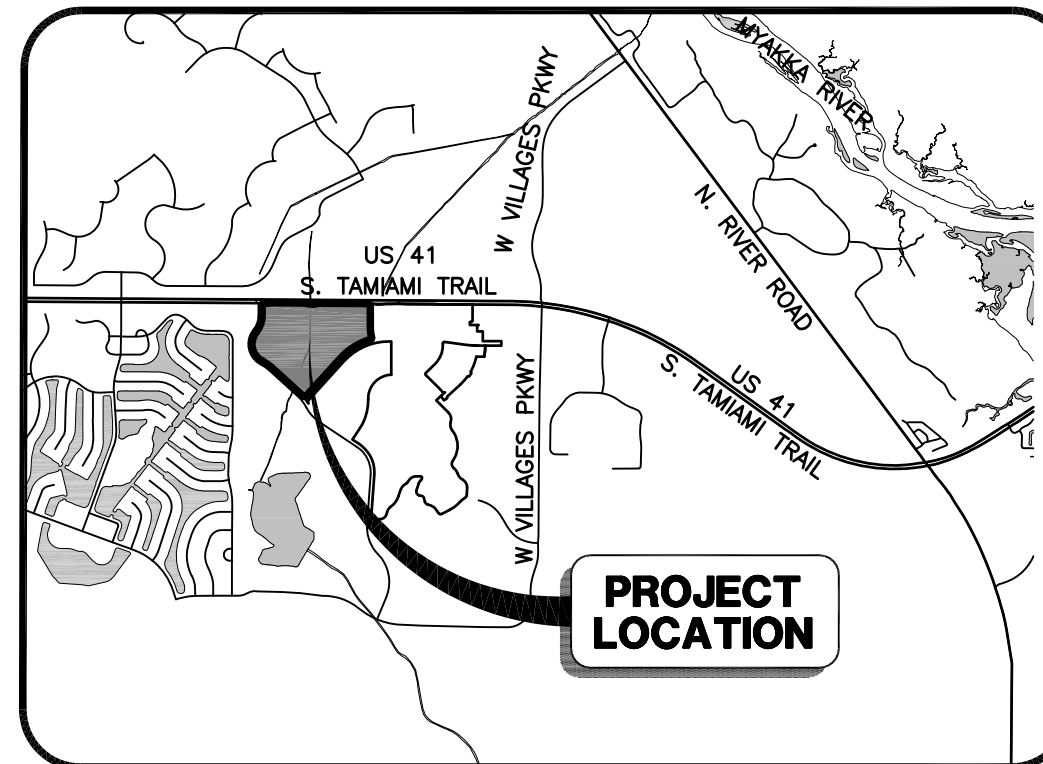 MYAKKA RIVER
W VILLAGES PKWY
N. RIVER ROAD
US 41
S. TAMIAMI TRAIL
W VILLAGES PKWY
US 41
S. TAMIAMI TRAIL
PROJECT
LOCATION